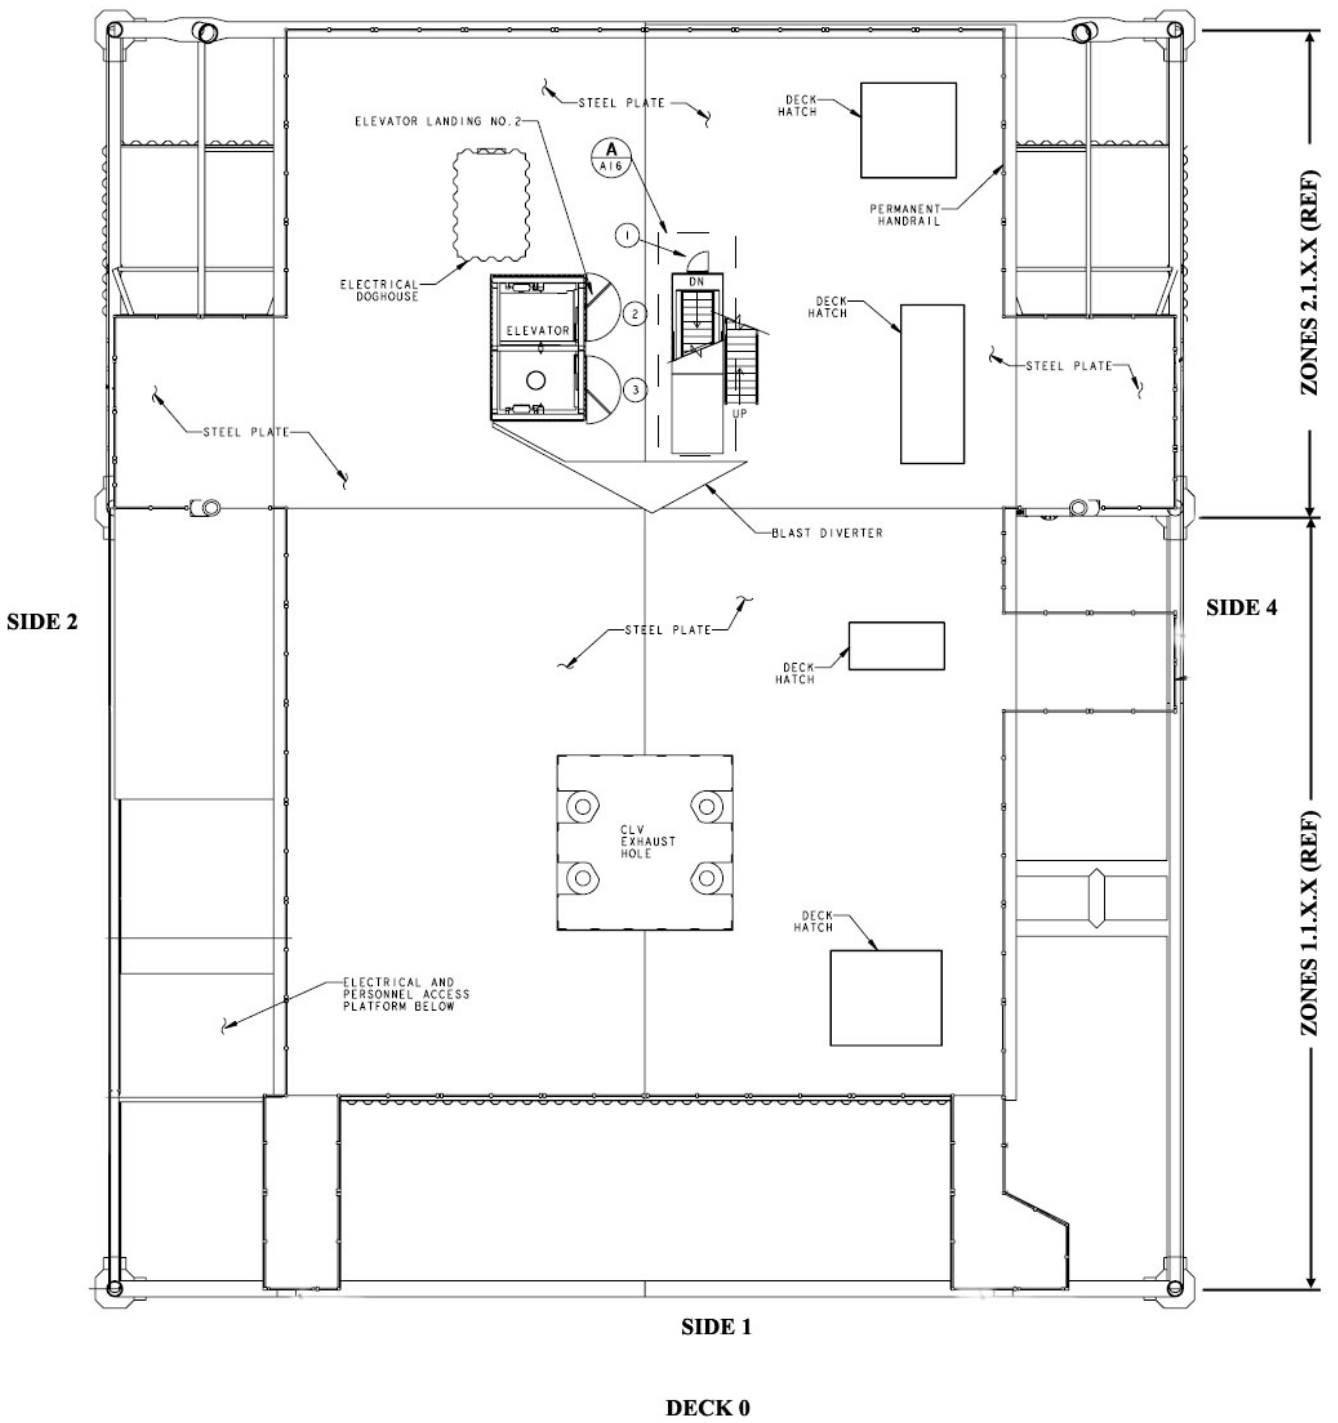 STEEL PLATE
DECK
HATCH
ELEVATOR LANDING NO.2
A
A16
ZONES 2.1.X.X (REF)
PERMANENT
HANDRAIL
1
ELECTRICAL
DOGHOUSE
DN
DECK
HATCH
2
ELEVATOR
STEEL PLATE
3
UP
STEEL PLATE
BLAST DIVERTER
SIDE 2
SIDE 4
STEEL PLATE
DECK
HATCH
CLV
EXHAUST
HOLE
ZONES 1.1.X.X (REF)
DECK
HATCH
ELECTRICAL AND
PERSONNEL ACCESS
PLATFORM BELOW
SIDE 1
DECK 0